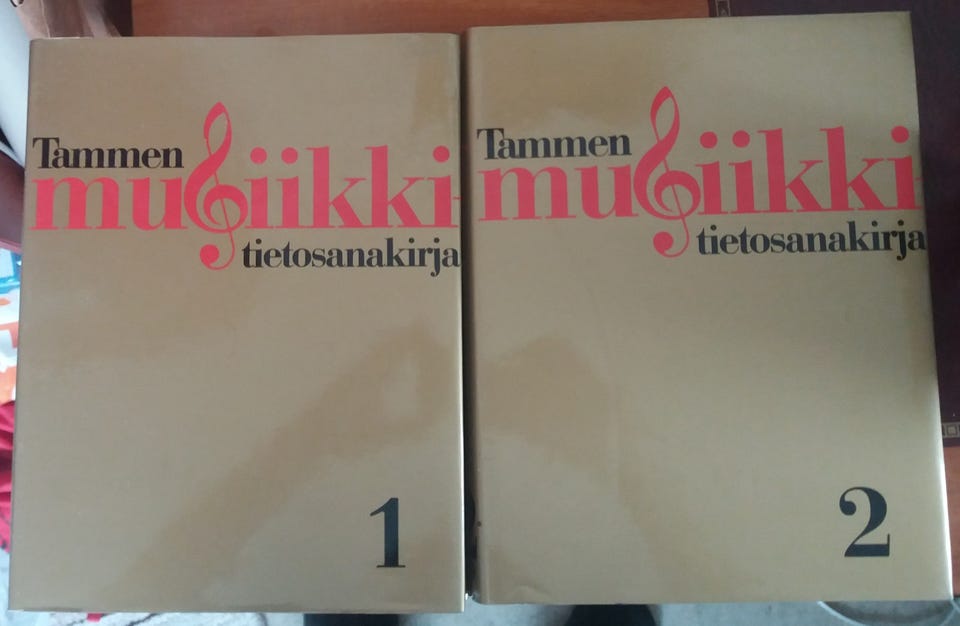 Tammen
musiikki-
tietosanakirja
1
Tammen
musiikki-
tietosanakirja
2